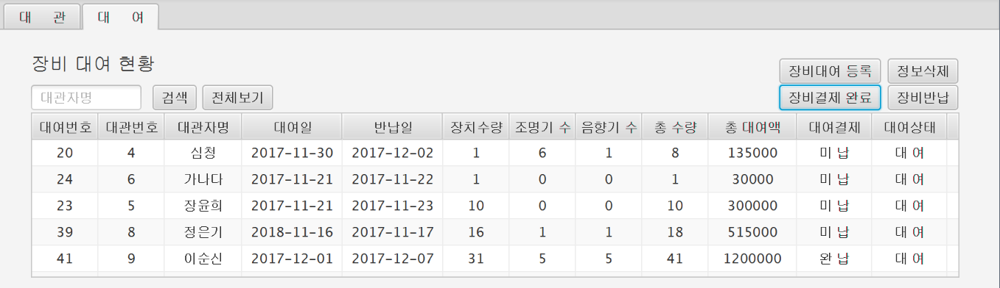 대 관 대 여
장비 대여 현황
장비대여 등록 정보삭제
대관자명 검색 전체보기 장비결제 완료 장비반납
대여번호 대관번호 대관자명 대여일 반납일 장치수량 조명기 수 음향기 수 총 수량 총 대여액 대여결제 대여상태
20 4 심청 2017-11-30 2017-12-02 1 6 1 8 135000 미 납 대 여
24 6 가나다 2017-11-21 2017-11-22 1 0 0 1 30000 미 납 대 여
23 5 장윤희 2017-11-21 2017-11-23 10 0 0 10 300000 미 납 대 여
39 8 정은기 2018-11-16 2017-11-17 16 1 1 18 515000 미 납 대 여
41 9 이순신 2017-12-01 2017-12-07 31 5 5 41 1200000 완 납 대 여